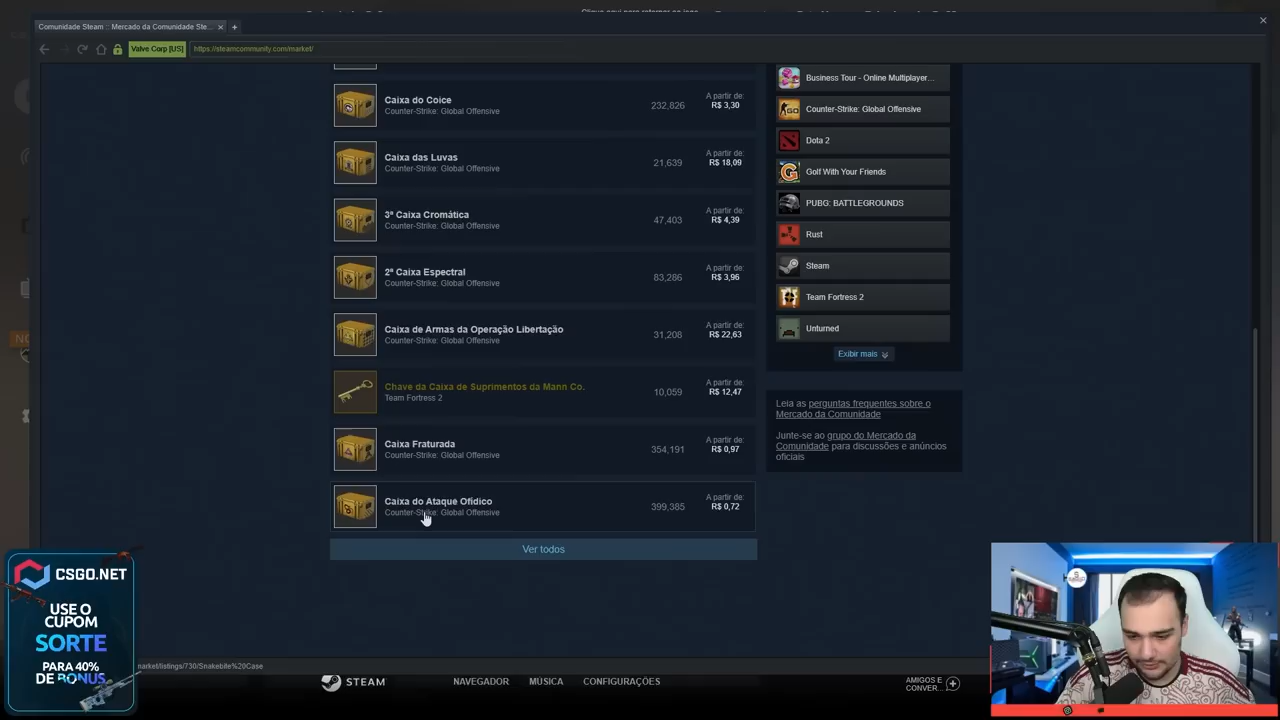 Clique aqui para retornar ao jogo
Comunidade Steam :: Mercado da Comunidade Ste...
Valve Corp [US]
https://steamcommunity.com/market/
Caixa do Coice
Counter-Strike: Global Offensive
232,826
A partir de:
R$ 3,30
Caixa das Luvas
Counter-Strike: Global Offensive
21,639
A partir de:
R$ 18,09
3ª Caixa Cromática
Counter-Strike: Global Offensive
47,403
A partir de:
R$ 4,39
2ª Caixa Espectral
Counter-Strike: Global Offensive
83,286
A partir de:
R$ 3,96
Caixa de Armas da Operação Libertação
Counter-Strike: Global Offensive
31,208
A partir de:
R$ 22,63
Chave da Caixa de Suprimentos da Mann Co.
Team Fortress 2
10,059
A partir de:
R$ 12,47
Caixa Fraturada
Counter-Strike: Global Offensive
354,191
A partir de:
R$ 0,97
Caixa do Ataque Ofídico
Counter-Strike: Global Offensive
399,385
A partir de:
R$ 0,72
Ver todos
Business Tour - Online Multiplayer...
Counter-Strike: Global Offensive
Dota 2
Golf With Your Friends
PUBG: BATTLEGROUNDS
Rust
Steam
Team Fortress 2
Unturned
Exibir mais
Leia as perguntas frequentes sobre o
Mercado da Comunidade
Junte-se ao grupo do Mercado da
Comunidade para discussões e anúncios
oficiais
CSGO.NET
USE O
CUPOM
SORTE
PARA 40%
DE BONUS
market/listings/730/Snakebite%20Case
STEAM
NAVEGADOR
MÚSICA
CONFIGURAÇÕES
AMIGOS E
CONVER...